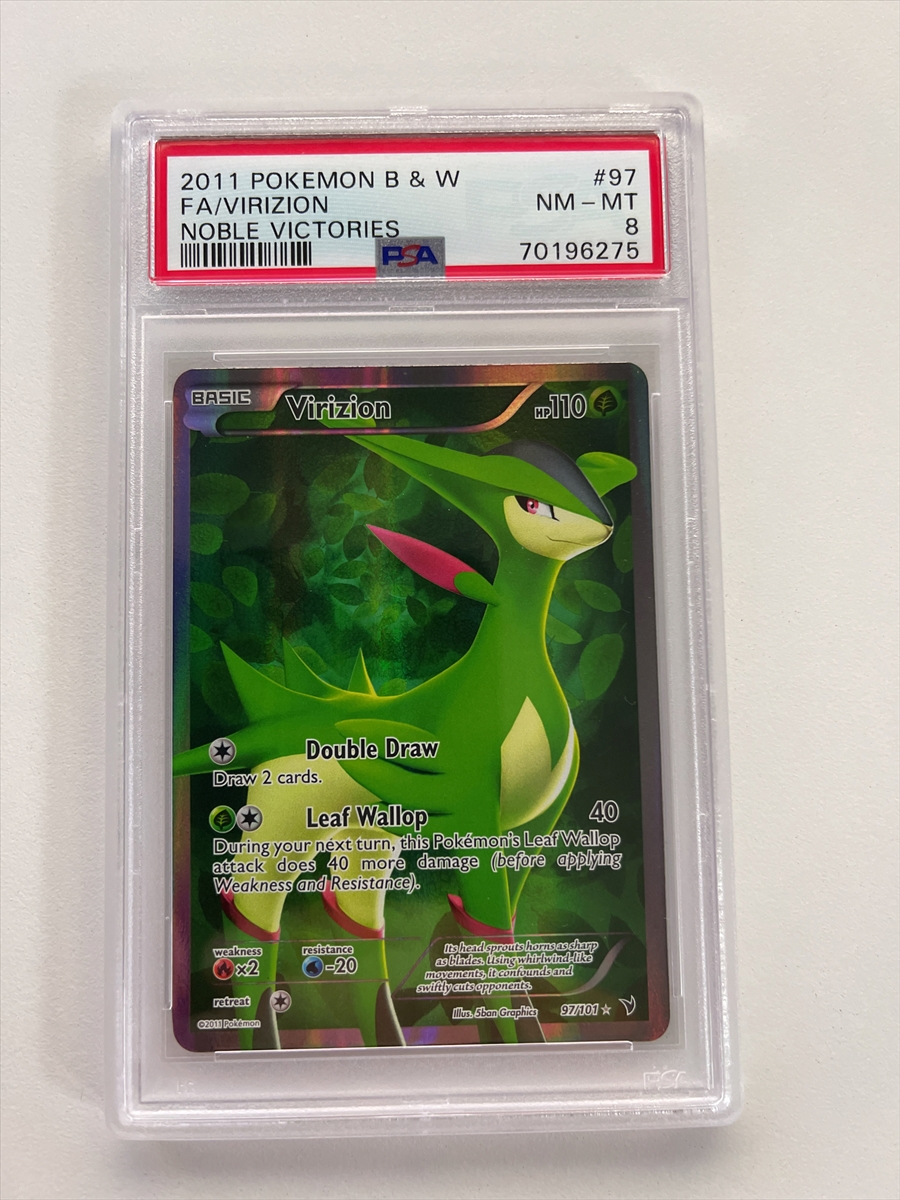 2011 POKEMON B & W #97
FA/VIRIZION NM - MT
NOBLE VICTORIES 8
PSA 70196275
BASIC Virizion HP110
Double Draw
Draw 2 cards.
Leaf Wallop 40
During your next turn, this Pokémon's Leaf Wallop
attack does 40 more damage (before applying
Weakness and Resistance).
weakness resistance
×2 -20
retreat
Its head sprouts horns as sharp
as blades. Using whirlwind-like
movements, it confounds and
swiftly cuts opponents.
©2011 Pokémon Illus. 5ban Graphics 97/101
PSA